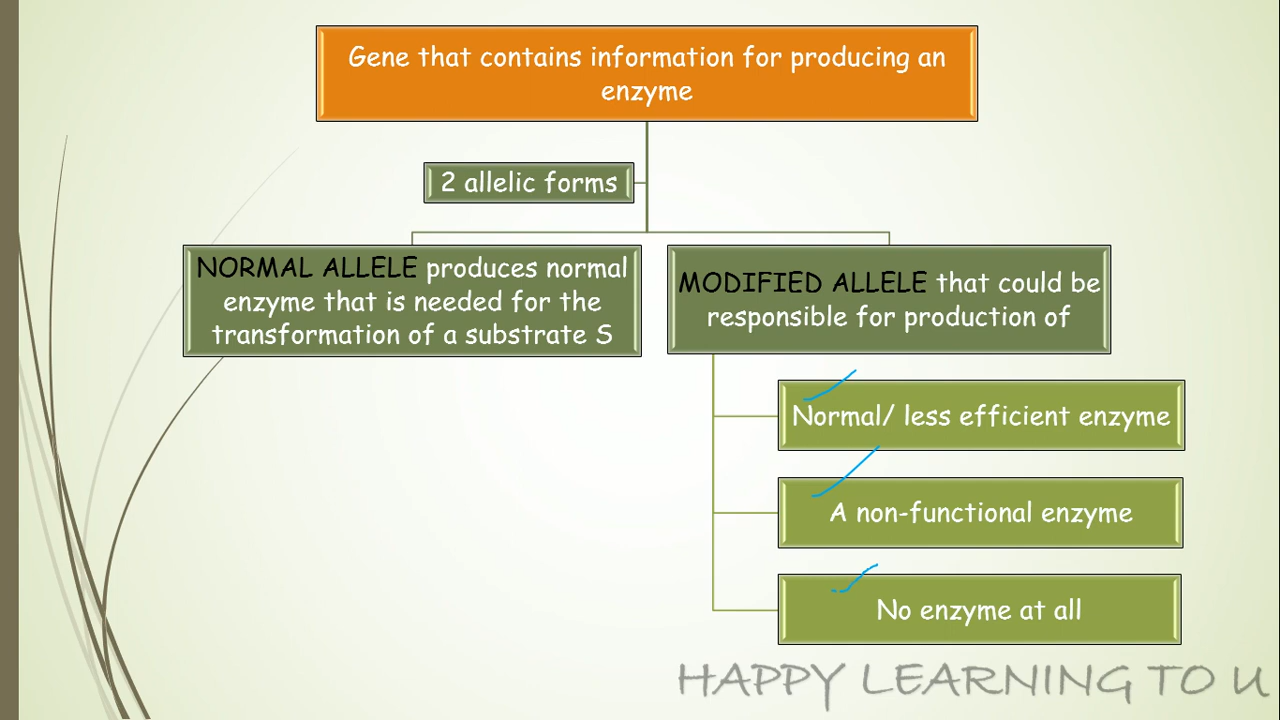 Gene that contains information for producing an
enzyme
2 allelic forms
NORMAL ALLELE produces normal
enzyme that is needed for the
transformation of a substrate S
MODIFIED ALLELE that could be
responsible for production of
Normal/ less efficient enzyme
A non-functional enzyme
No enzyme at all
HAPPY LEARNING TO U